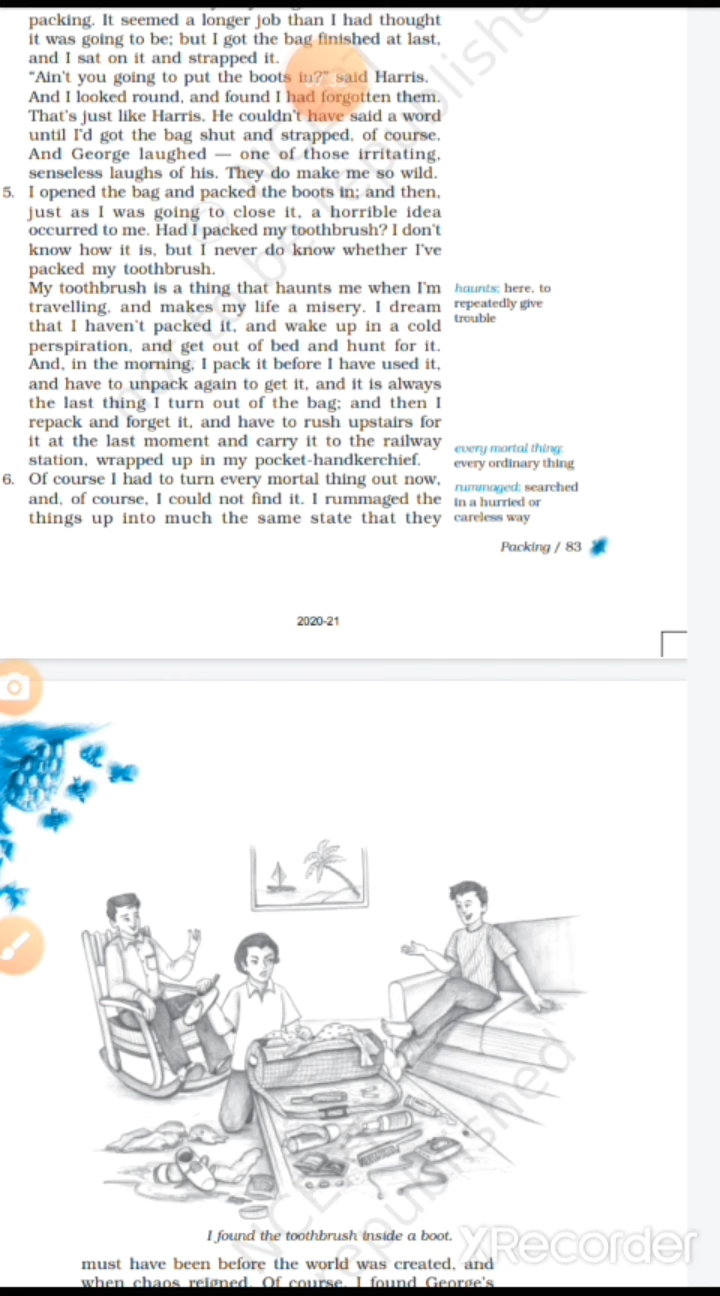 packing. It seemed a longer job than I had thought
it was going to be; but I got the bag finished at last,
and I sat on it and strapped it.
"Ain't you going to put the boots in?" said Harris.
And I looked round, and found I had forgotten them.
That's just like Harris. He couldn't have said a word
until I'd got the bag shut and strapped, of course.
And George laughed — one of those irritating,
senseless laughs of his. They do make me so wild.
5. I opened the bag and packed the boots in; and then,
just as I was going to close it, a horrible idea
occurred to me. Had I packed my toothbrush? I don't
know how it is, but I never do know whether I've
packed my toothbrush.
My toothbrush is a thing that haunts me when I'm
travelling, and makes my life a misery. I dream
that I haven't packed it, and wake up in a cold
perspiration, and get out of bed and hunt for it.
And, in the morning, I pack it before I have used it,
and have to unpack again to get it, and it is always
the last thing I turn out of the bag; and then I
repack and forget it, and have to rush upstairs for
it at the last moment and carry it to the railway
station, wrapped up in my pocket-handkerchief.
haunts: here, to
repeatedly give
trouble
6. Of course I had to turn every mortal thing out now,
and, of course, I could not find it. I rummaged the
things up into much the same state that they
every mortal thing:
every ordinary thing
rummaged: searched
in a hurried or
careless way
Packing / 83
2020-21
I found the toothbrush inside a boot.
must have been before the world was created, and
when chaos reigned. Of course, I found George's
XRecorder